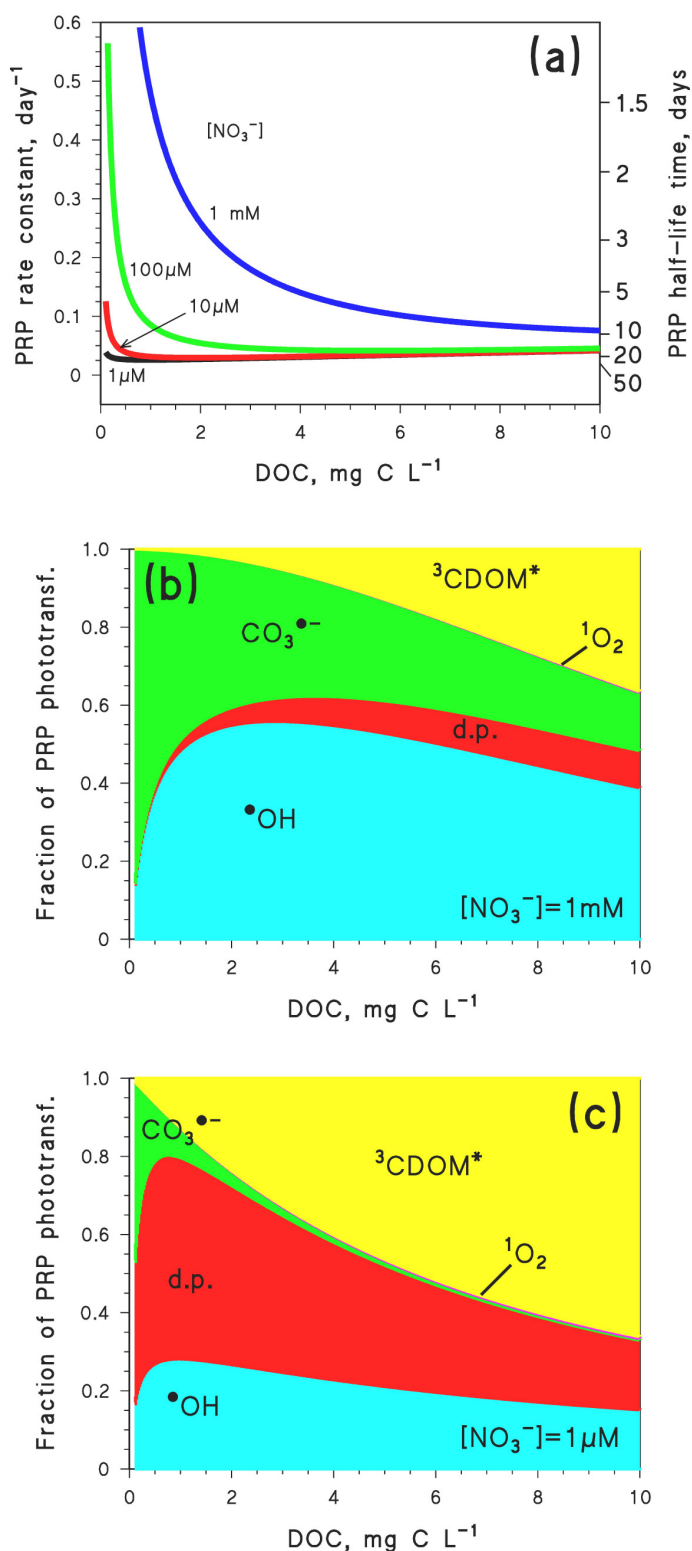 (a)
PRP rate constant, day⁻¹
0.6
0.5
0.4
0.3
0.2
0.1
0
[NO₃⁻]
1 mM
100µM
10µM
1µM
1.5
2
3
5
10
20
50
PRP half-life time, days
0 2 4 6 8 10
DOC, mg C L⁻¹
(b)
Fraction of PRP phototransf.
1.0
0.8
0.6
0.4
0.2
0
³CDOM*
CO₃•⁻
¹O₂
d.p.
•OH
[NO₃⁻]=1mM
0 2 4 6 8 10
DOC, mg C L⁻¹
(c)
Fraction of PRP phototransf.
1.0
0.8
0.6
0.4
0.2
0
CO₃•⁻
³CDOM*
d.p.
¹O₂
•OH
[NO₃⁻]=1µM
0 2 4 6 8 10
DOC, mg C L⁻¹